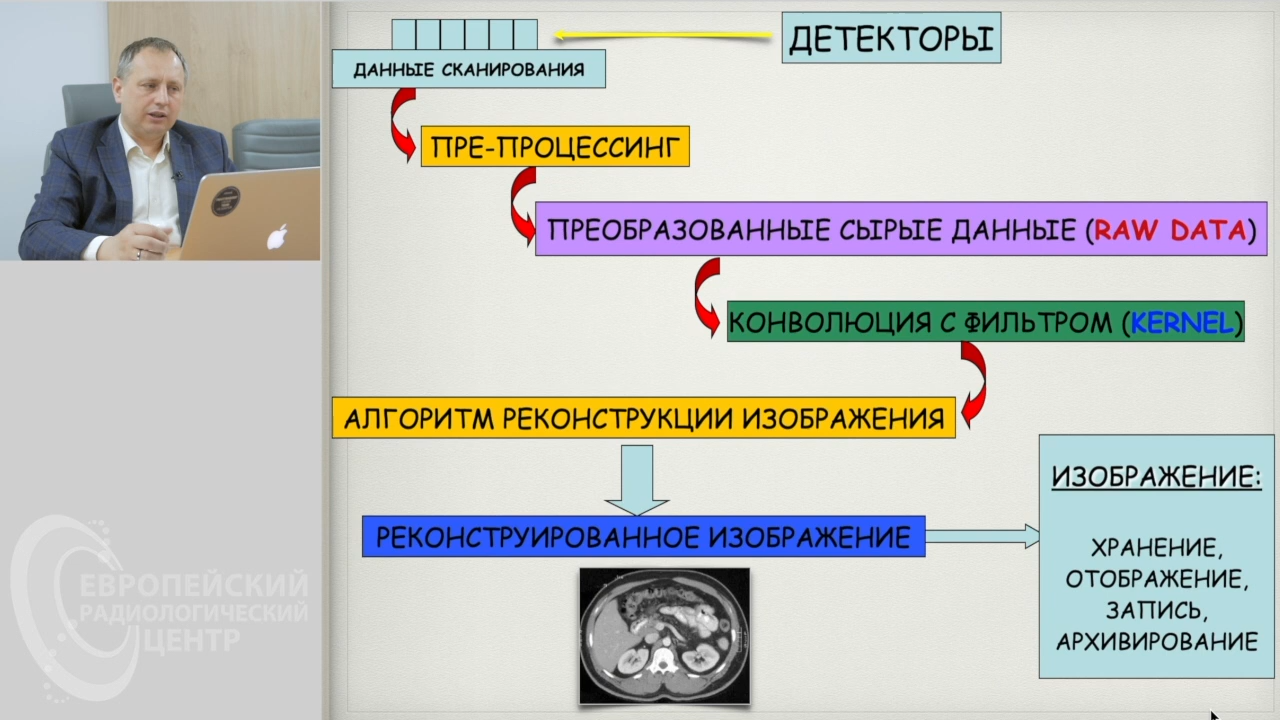 ДЕТЕКТОРЫ
ДАННЫЕ СКАНИРОВАНИЯ
ПРЕ-ПРОЦЕССИНГ
ПРЕОБРАЗОВАННЫЕ СЫРЫЕ ДАННЫЕ (RAW DATA)
КОНВОЛЮЦИЯ С ФИЛЬТРОМ (KERNEL)
АЛГОРИТМ РЕКОНСТРУКЦИИ ИЗОБРАЖЕНИЯ
РЕКОНСТРУИРОВАННОЕ ИЗОБРАЖЕНИЕ
ИЗОБРАЖЕНИЕ:
ХРАНЕНИЕ,
ОТОБРАЖЕНИЕ,
ЗАПИСЬ,
АРХИВИРОВАНИЕ
ЕВРОПЕЙСКИЙ
РАДИОЛОГИЧЕСКИЙ
ЦЕНТР